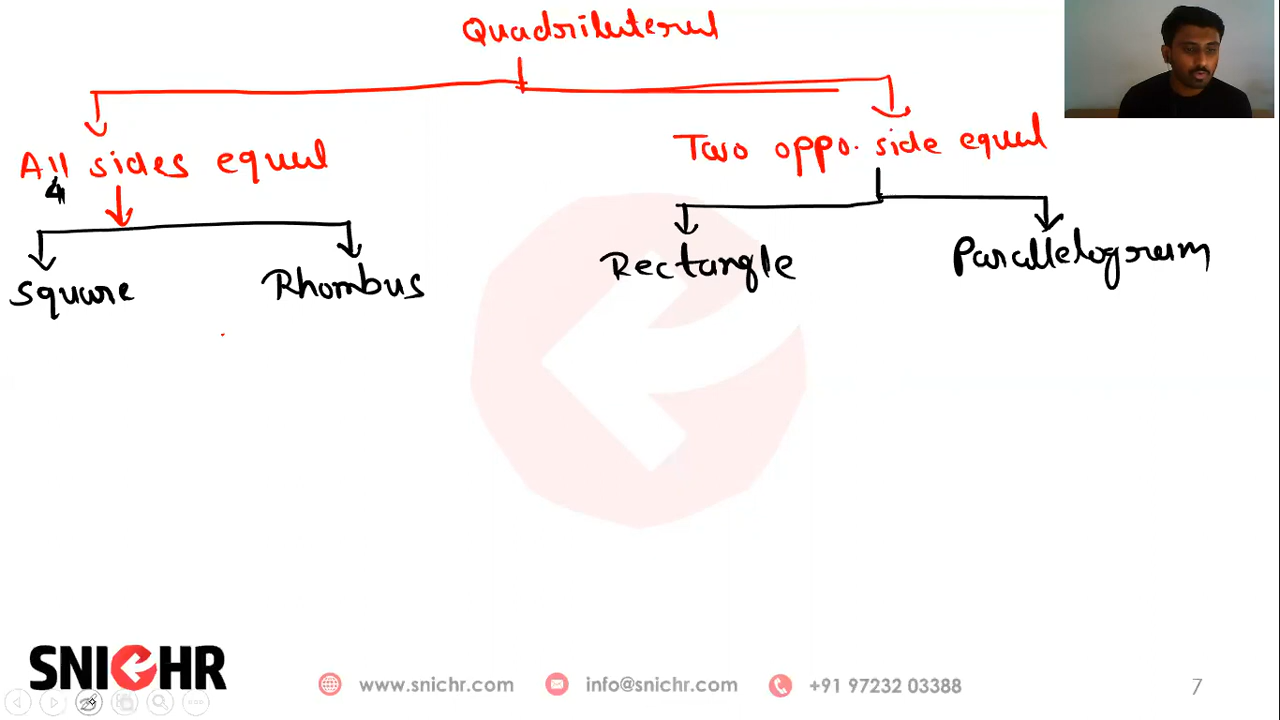 Quadrilateral
All sides equal
4
Two oppo. side equal
Square
Rhombus
Rectangle
Parallelogram
SNICHR
www.snichr.com
info@snichr.com
+91 97232 03388
7